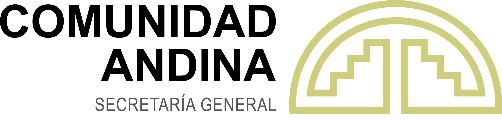 COMUNIDAD
ANDINA
SECRETARÍA GENERAL